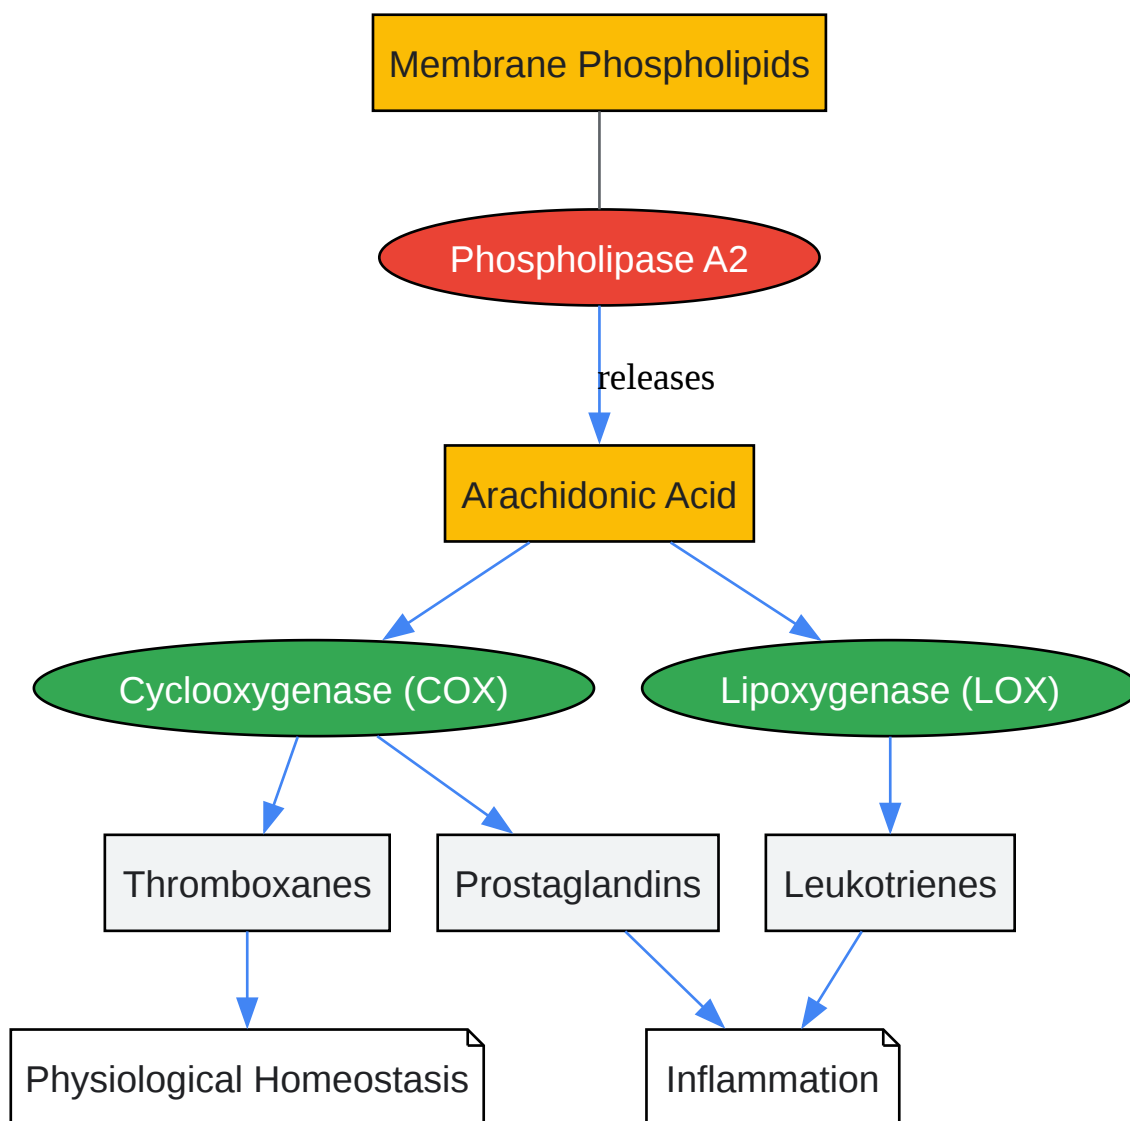 Membrane Phospholipids
Phospholipase A2
releases
Arachidonic Acid
Cyclooxygenase (COX)
Lipoxygenase (LOX)
Thromboxanes
Prostaglandins
Leukotrienes
Physiological Homeostasis
Inflammation